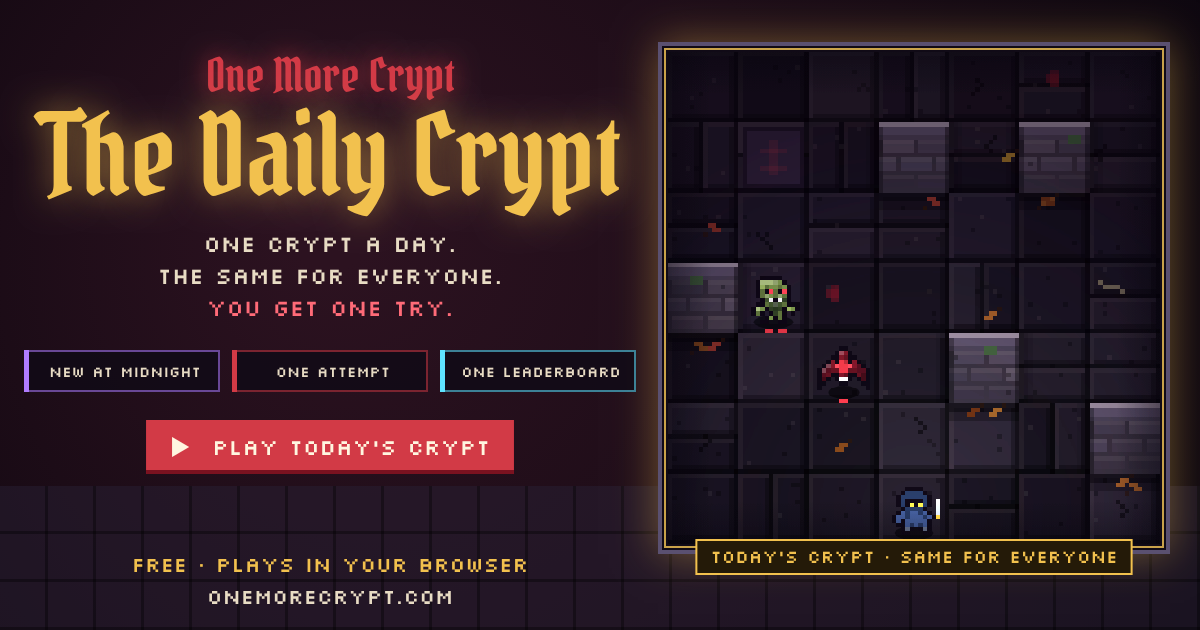 One More Crypt
The Daily Crypt
ONE CRYPT A DAY.
THE SAME FOR EVERYONE.
YOU GET ONE TRY.
NEW AT MIDNIGHT
ONE ATTEMPT
ONE LEADERBOARD
PLAY TODAY'S CRYPT
FREE · PLAYS IN YOUR BROWSER
ONEMORECRYPT.COM
TODAY'S CRYPT · SAME FOR EVERYONE